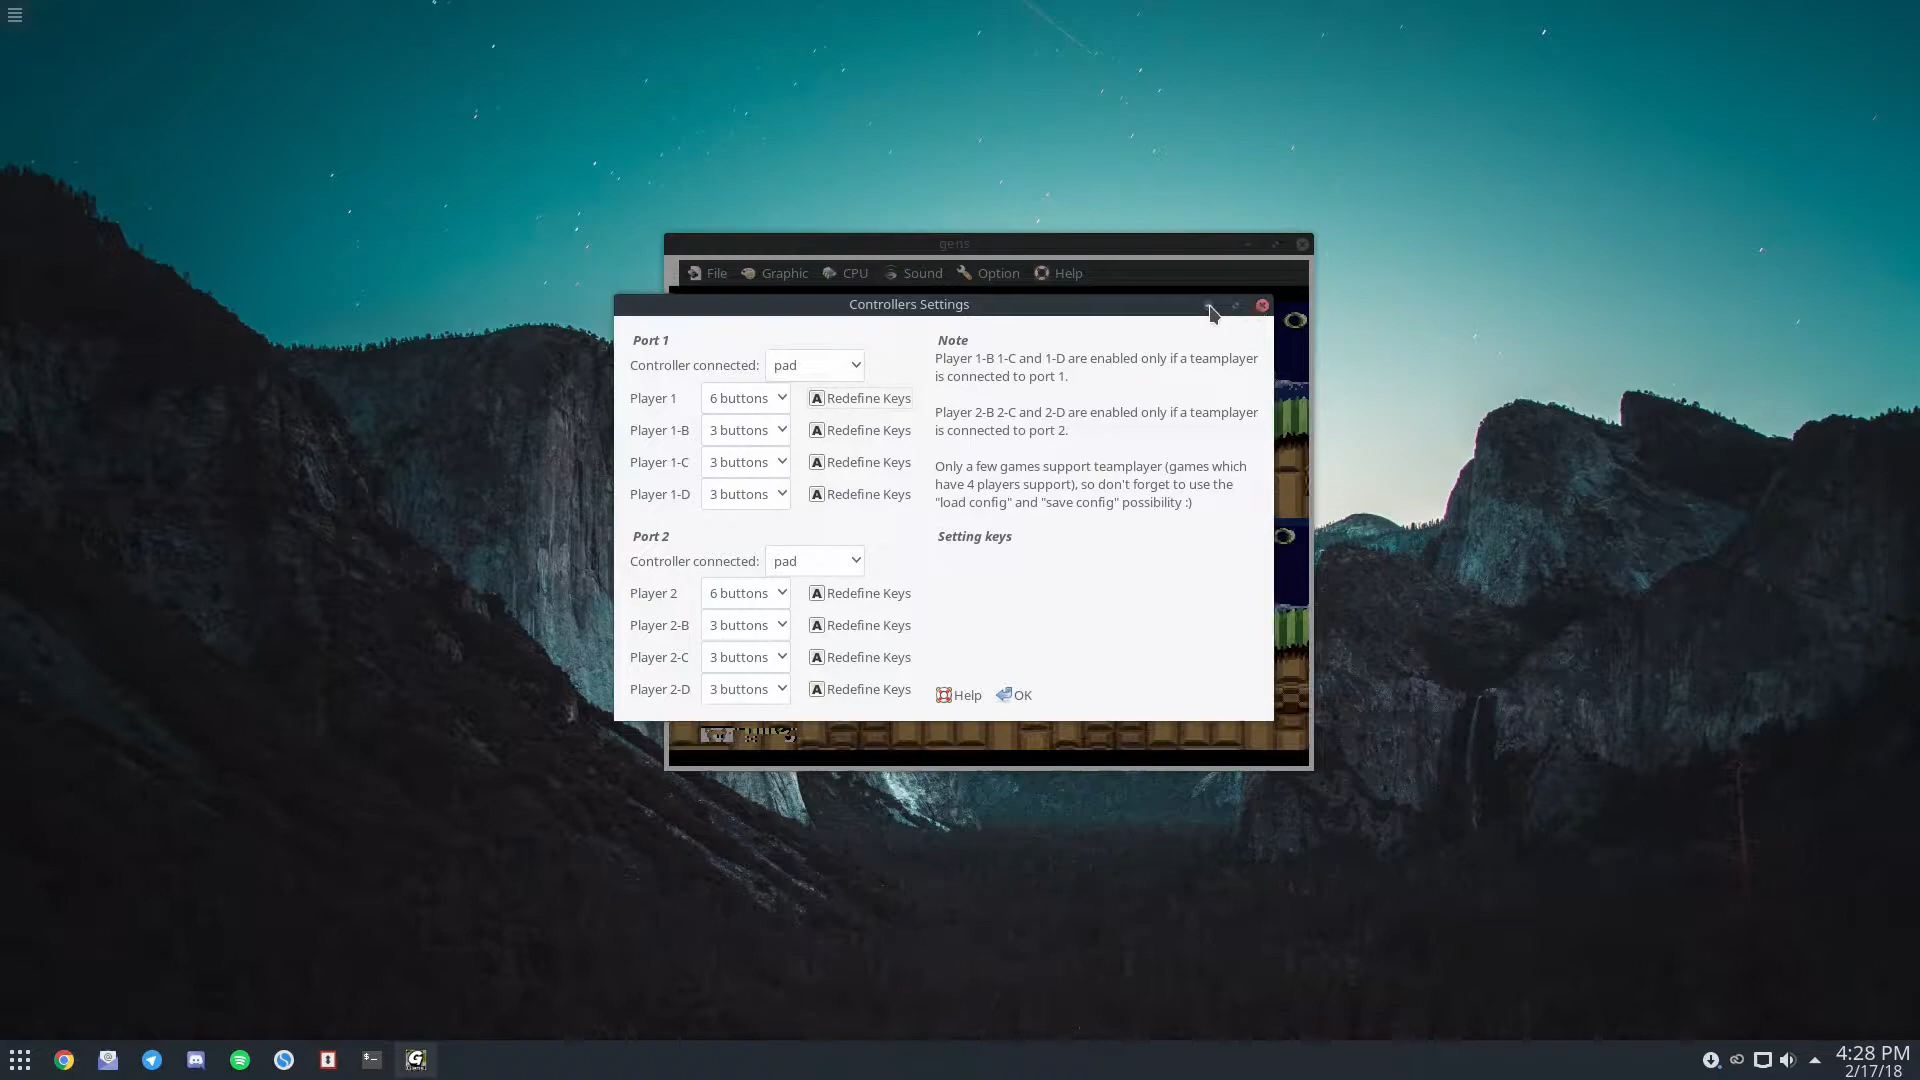 gens
File Graphic CPU Sound Option Help
Controllers Settings
Port 1
Controller connected: pad
Player 1 6 buttons A Redefine Keys
Player 1-B 3 buttons A Redefine Keys
Player 1-C 3 buttons A Redefine Keys
Player 1-D 3 buttons A Redefine Keys
Port 2
Controller connected: pad
Player 2 6 buttons A Redefine Keys
Player 2-B 3 buttons A Redefine Keys
Player 2-C 3 buttons A Redefine Keys
Player 2-D 3 buttons A Redefine Keys
Note
Player 1-B 1-C and 1-D are enabled only if a teamplayer
is connected to port 1.
Player 2-B 2-C and 2-D are enabled only if a teamplayer
is connected to port 2.
Only a few games support teamplayer (games which
have 4 players support), so don't forget to use the
"load config" and "save config" possibility :)
Setting keys
Help OK
4:28 PM
2/17/18